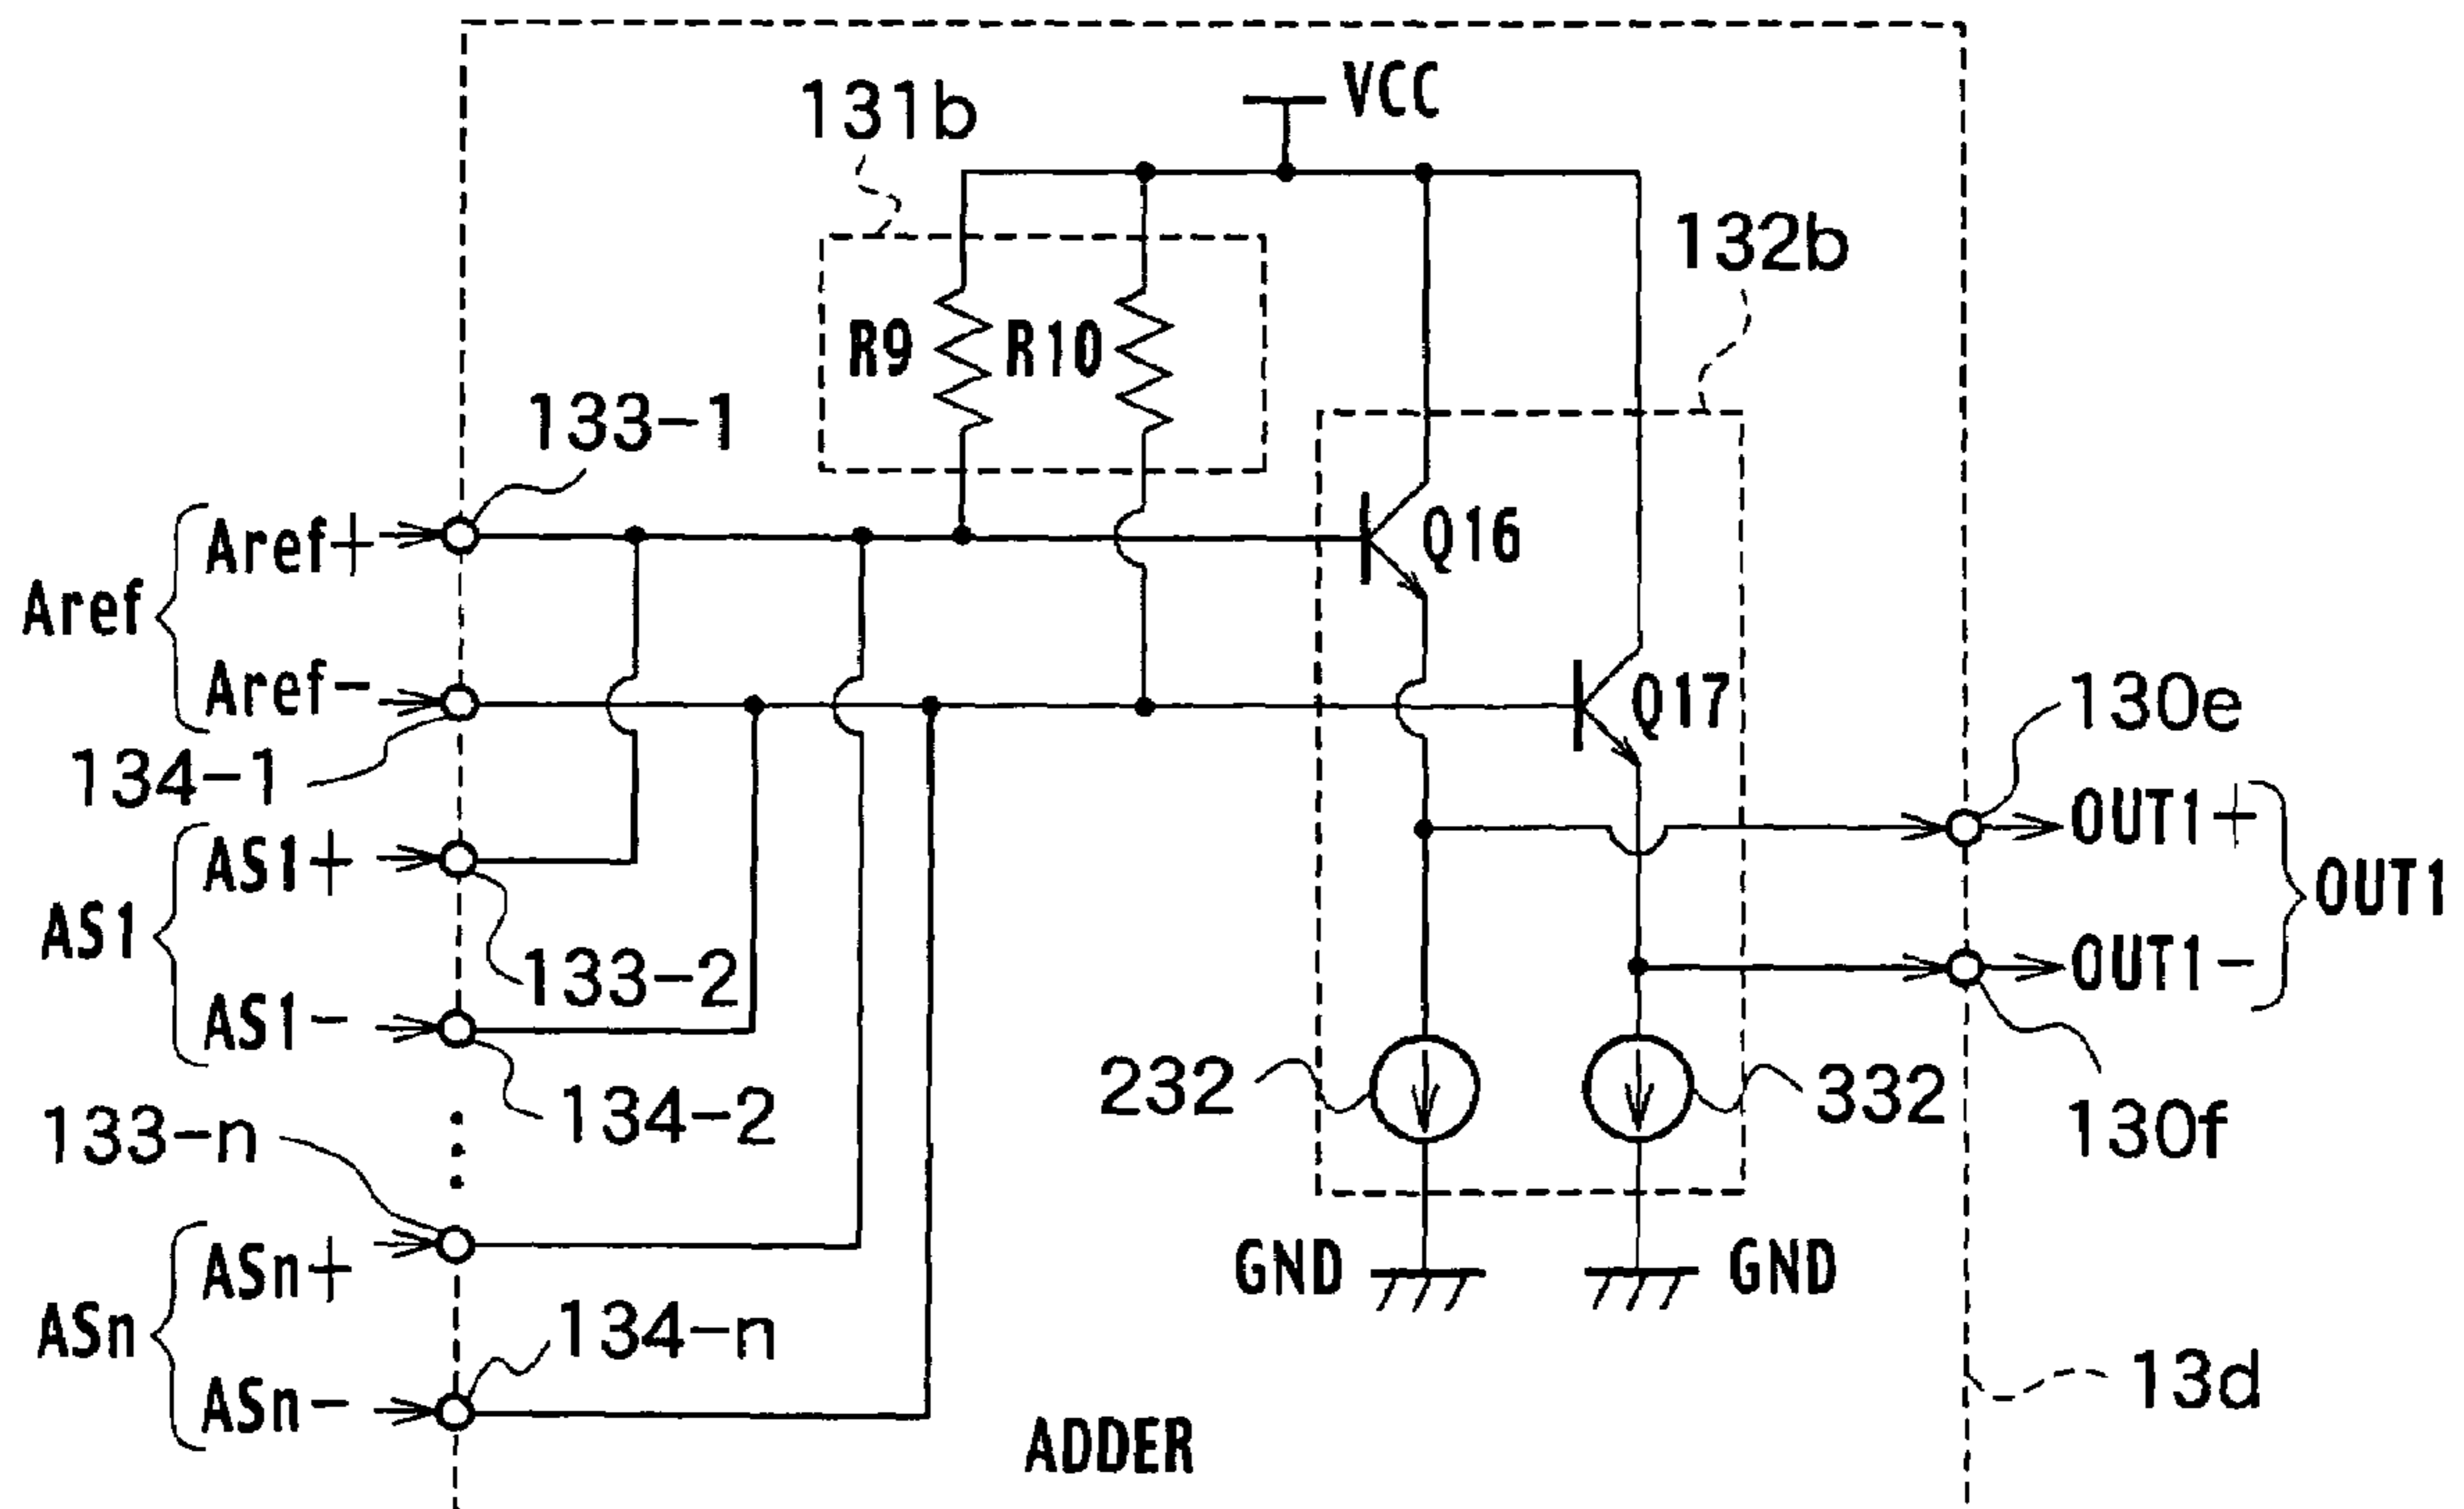 VCC
131b
132b
R9
R10
133-1
Aref+
Aref
Aref-
Q16
Q17
134-1
130e
AS1+
AS1
AS1-
133-2
OUT1+
OUT1
OUT1-
134-2
133-n
232
332
130f
ASn+
ASn
ASn-
134-n
GND
GND
13d
ADDER